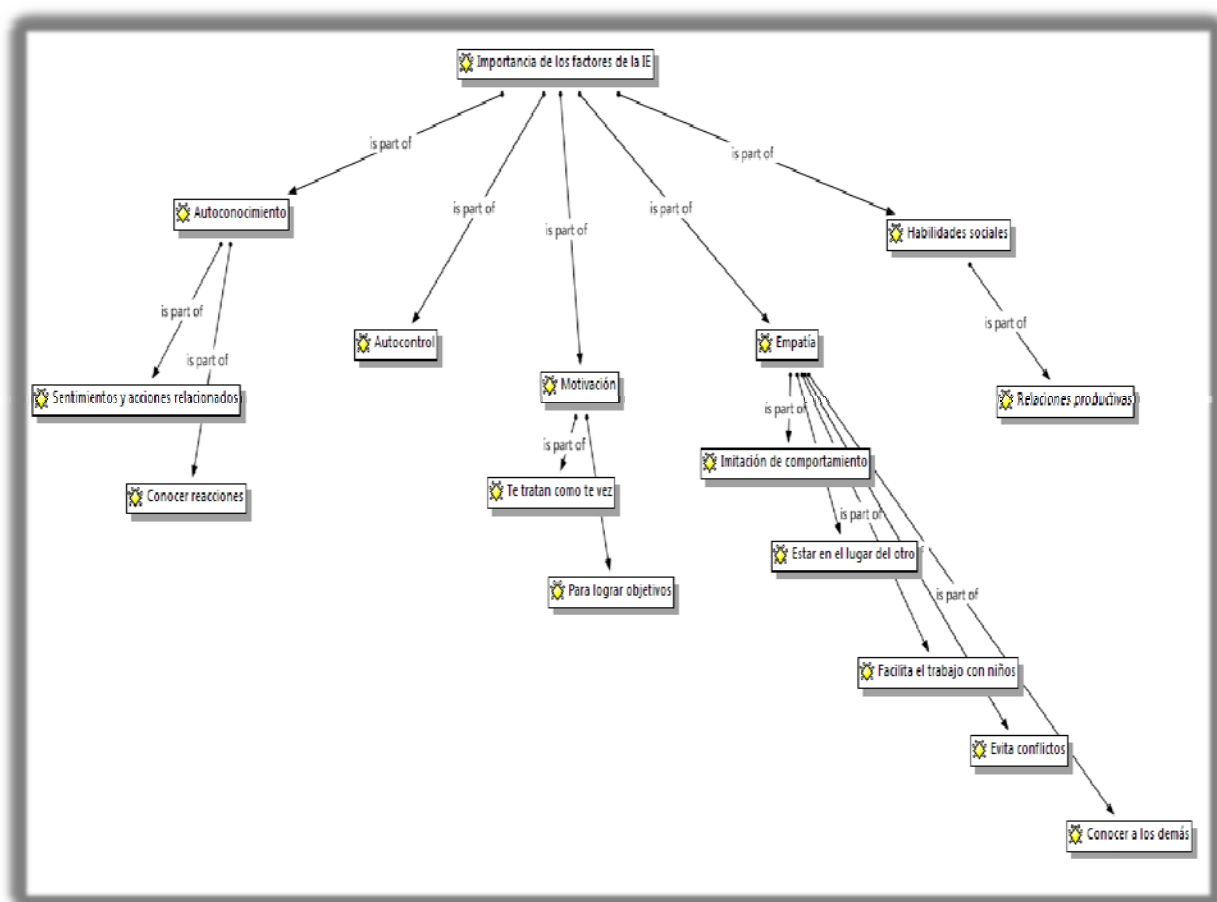 Importancia de los factores de la IE
is part of
is part of
is part of
is part of
is part of
Autoconocimiento
Habilidades sociales
is part of
is part of
is part of
Autocontrol
Empatía
Motivación
Sentimientos y acciones relacionados
Relaciones productivas
is part of
is part of
Imitación de comportamiento
Conocer reacciones
Te tratan como te vez
is part of
Estar en el lugar del otro
Para lograr objetivos
is part of
Facilita el trabajo con niños
Evita conflictos
Conocer a los demás